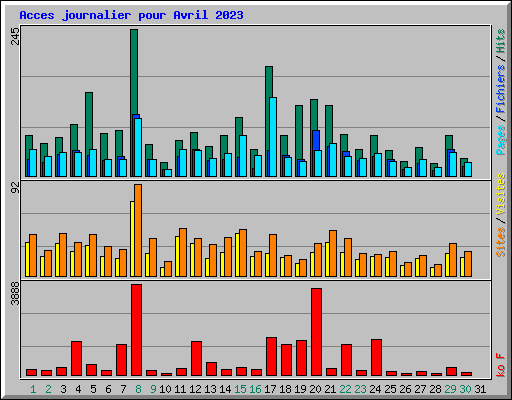 Acces journalier pour Avril 2023
245
Pages / Fichiers / Hits
92
Sites / Visites
3888
ko F
1 2 3 4 5 6 7 8 9 10 11 12 13 14 15 16 17 18 19 20 21 22 23 24 25 26 27 28 29 30 31